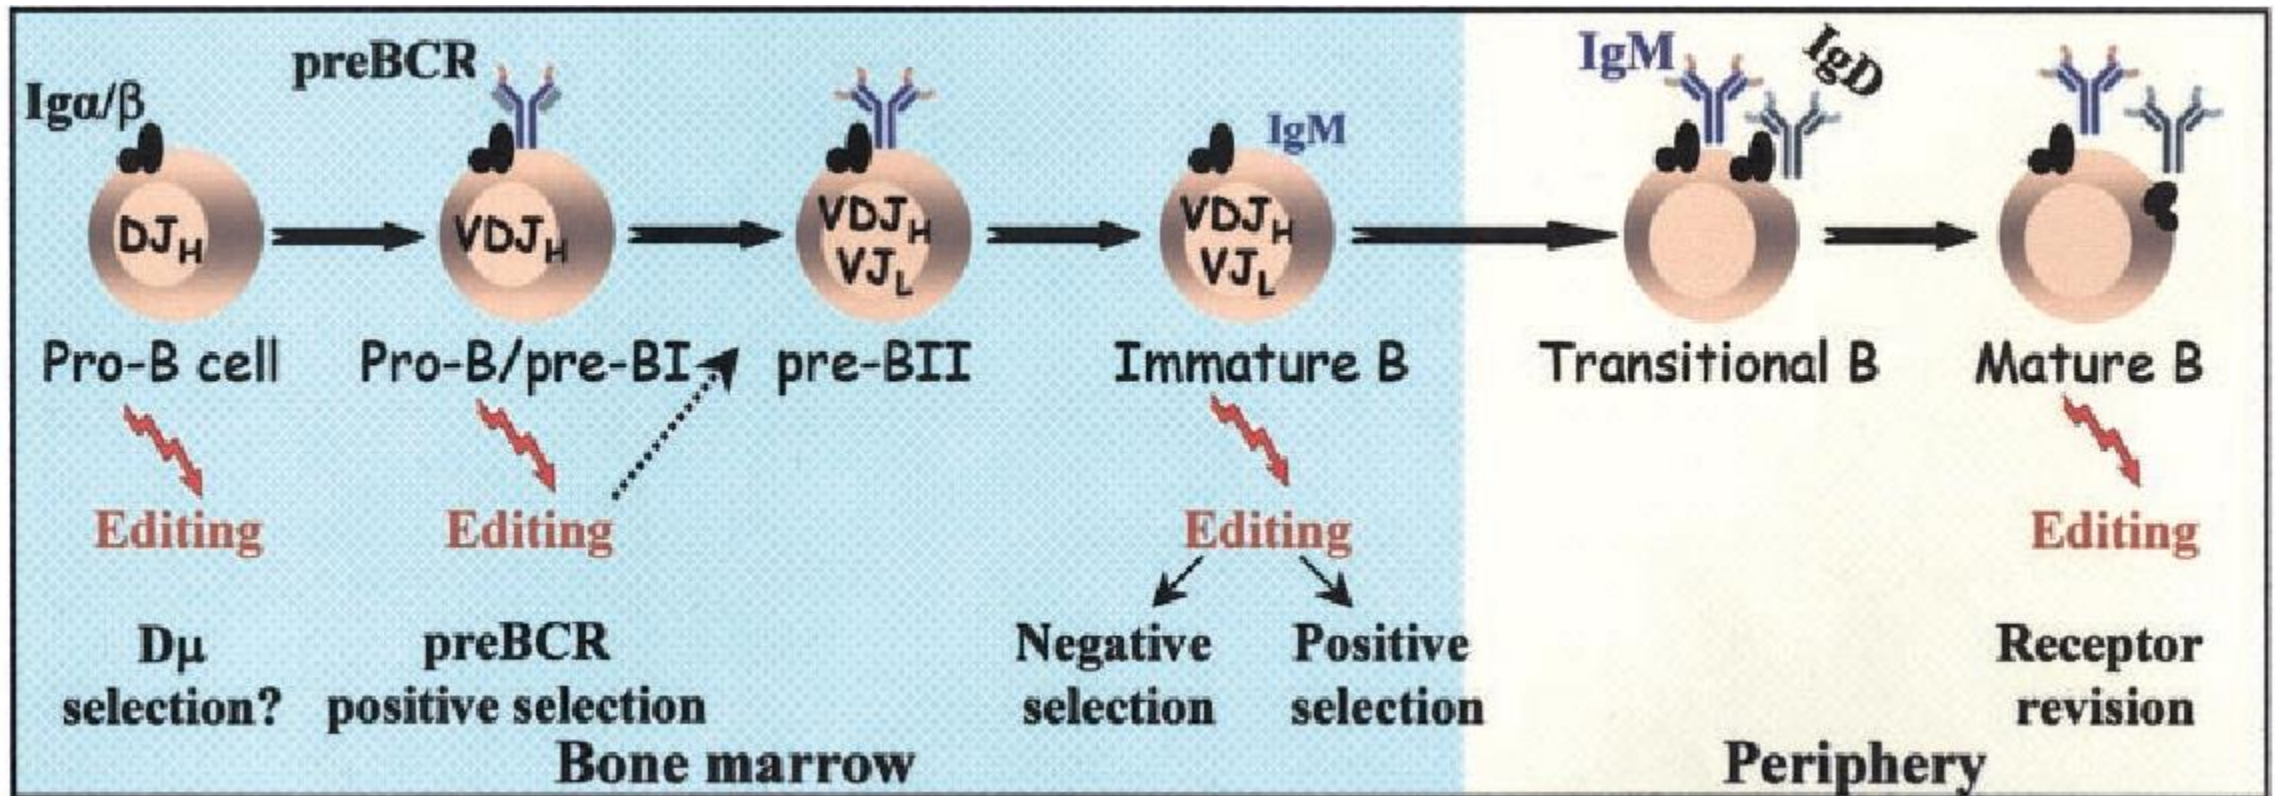 Igα/β
preBCR
IgM
IgM
IgD
DJH
VDJH
VDJH
VJL
VDJH
VJL
Pro-B cell
Pro-B/pre-BI
pre-BII
Immature B
Transitional B
Mature B
Editing
Editing
Editing
Editing
Dµ
selection?
preBCR
positive selection
Negative
selection
Positive
selection
Receptor
revision
Bone marrow
Periphery